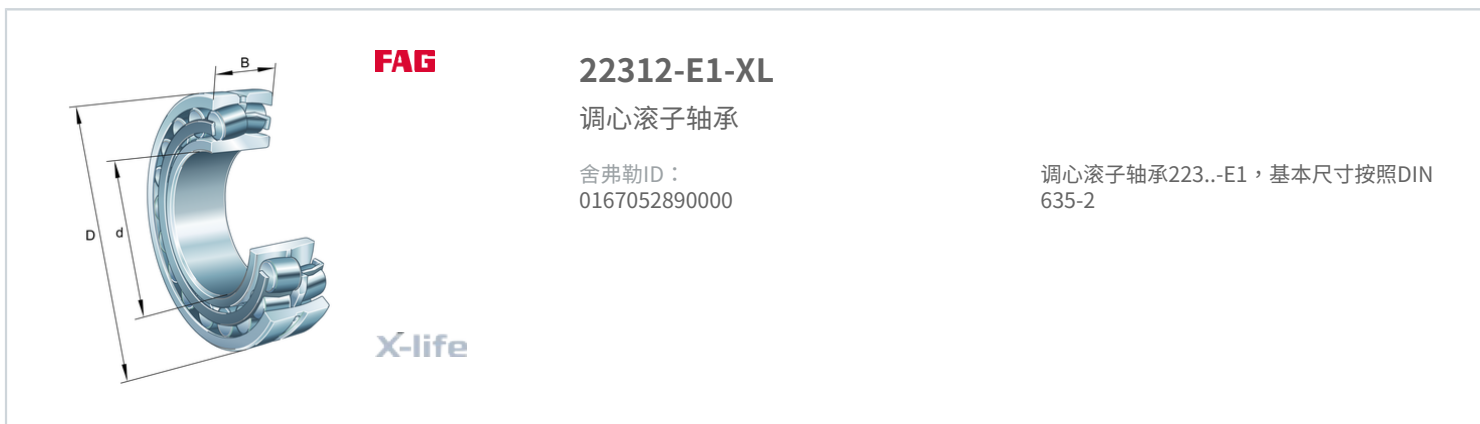 B
FAG
22312-E1-XL
调心滚子轴承
舍弗勒ID：
0167052890000
调心滚子轴承223..-E1，基本尺寸按照DIN
635-2
D
d
X-life